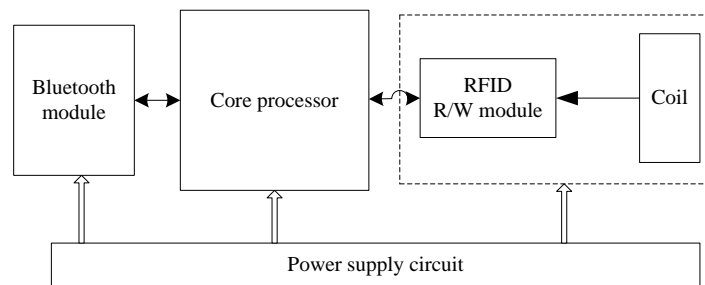 Bluetooth
module
Core processor
RFID
R/W module
Coil
Power supply circuit